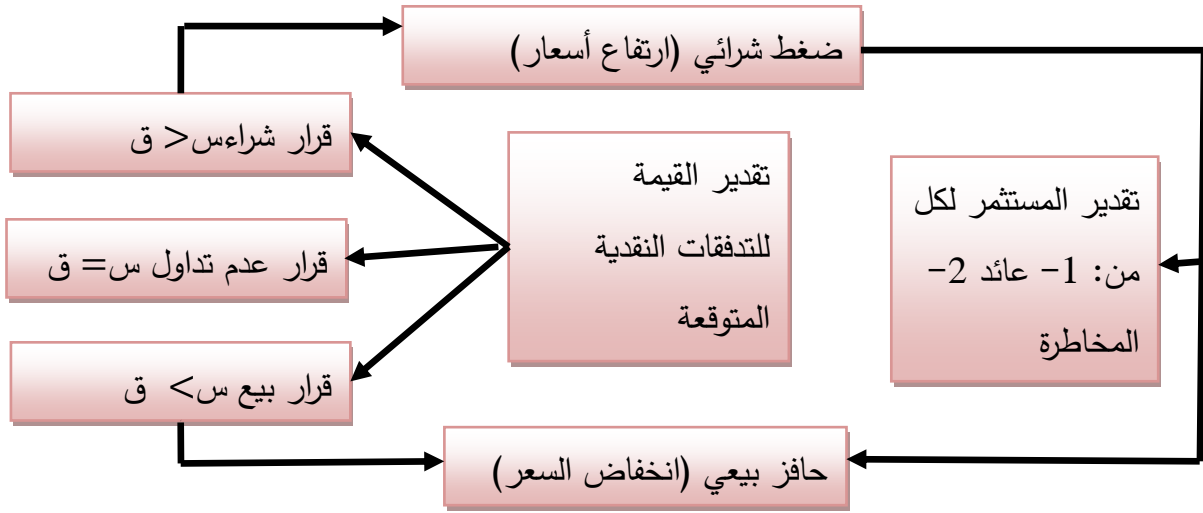 ضغط شرائي (ارتفاع أسعار)
قرار شراءس< ق
تقدير القيمة
للتدفقات النقدية
المتوقعة
تقدير المستثمر لكل
من: 1- عائد 2-
المخاطرة
قرار عدم تداول س= ق
قرار بيع س> ق
حافز بيعي (انخفاض السعر)